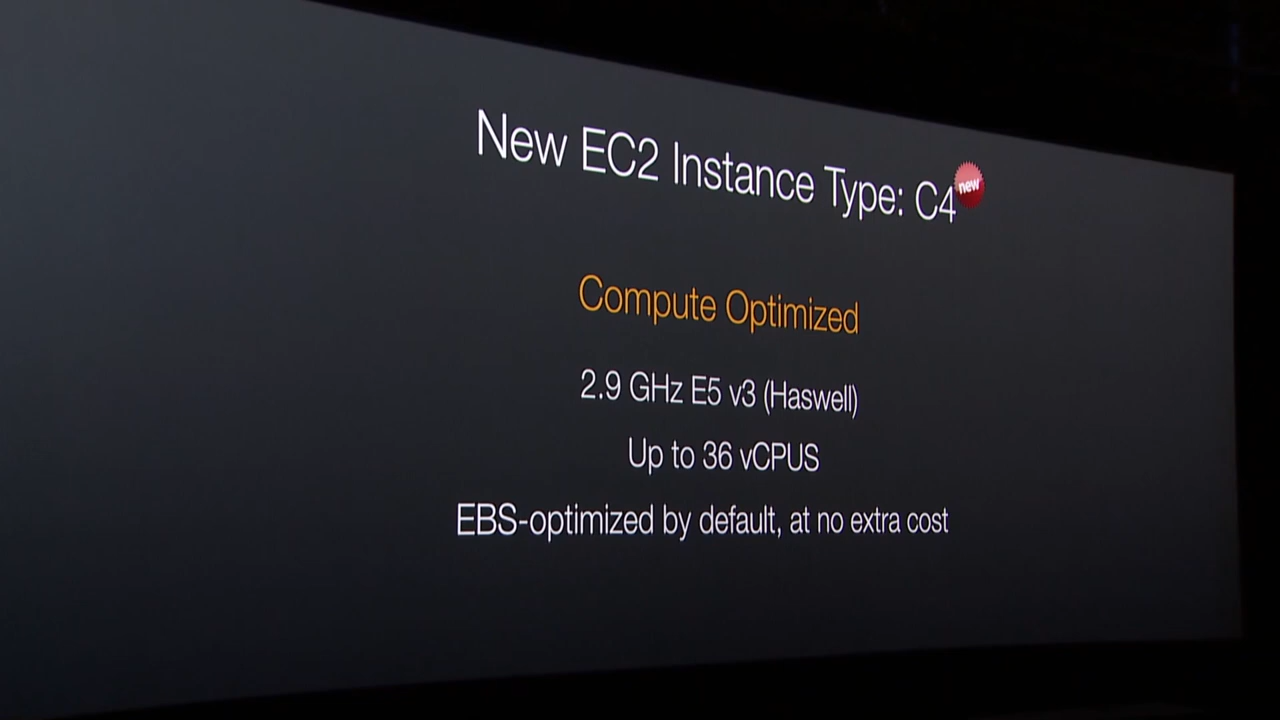 New EC2 Instance Type: C4
new
Compute Optimized
2.9 GHz E5 v3 (Haswell)
Up to 36 vCPUS
EBS-optimized by default, at no extra cost